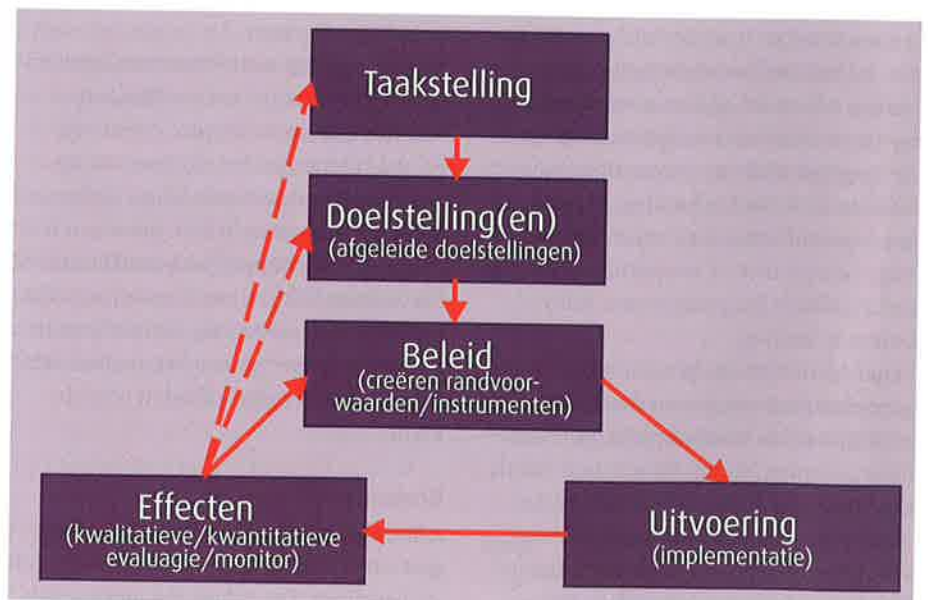 Taakstelling
Doelstelling(en)
(afgeleide doelstellingen)
Beleid
(creëren randvoor-
waarden/instrumenten)
Effecten
(kwalitatieve/kwantitatieve
evaluagie/monitor)
Uitvoering
(implementatie)